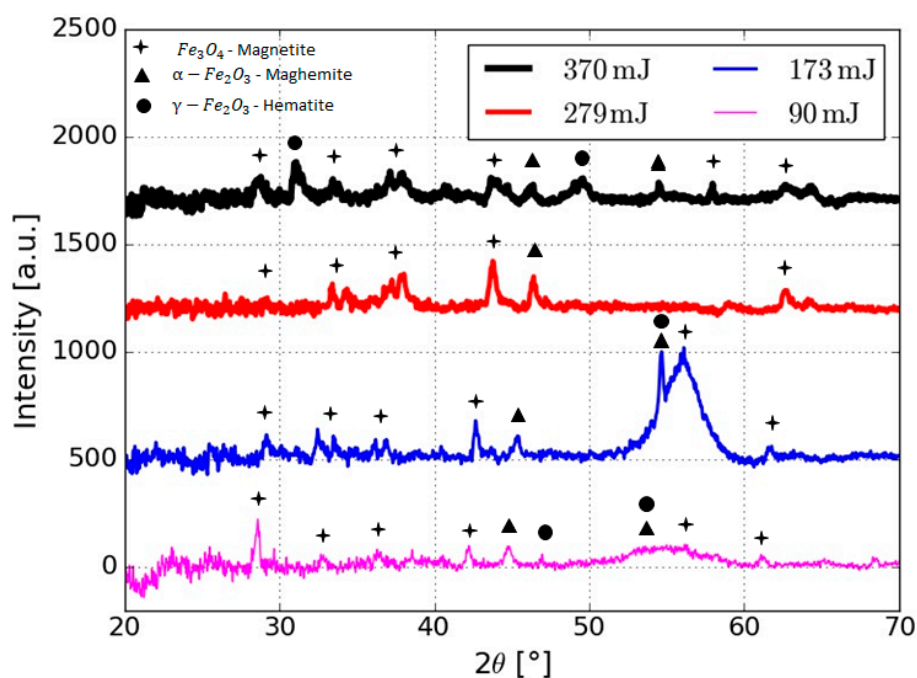 2500
2000
1500
1000
500
0
Intensity [a.u.]
Fe₃O₄ - Magnetite
α − Fe₂O₃ - Maghemite
γ − Fe₂O₃ - Hematite
370 mJ
279 mJ
173 mJ
90 mJ
20 30 40 50 60 70
2θ [°]